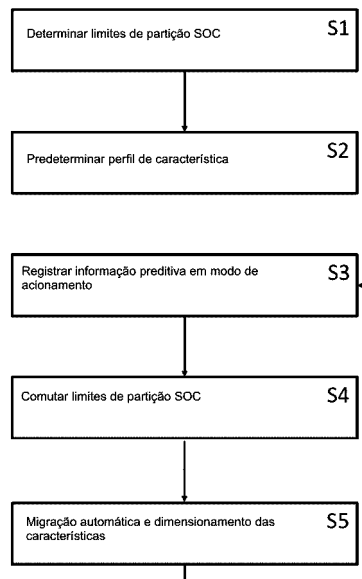 Determinar limites de partição SOC S1
Predeterminar perfil de característica S2
Registrar informação preditiva em modo de S3
acionamento
Comutar limites de partição SOC S4
Migração automática e dimensionamento das S5
características